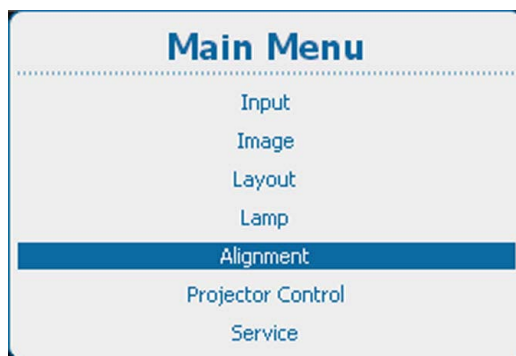 Main Menu
Input
Image
Layout
Lamp
Alignment
Projector Control
Service